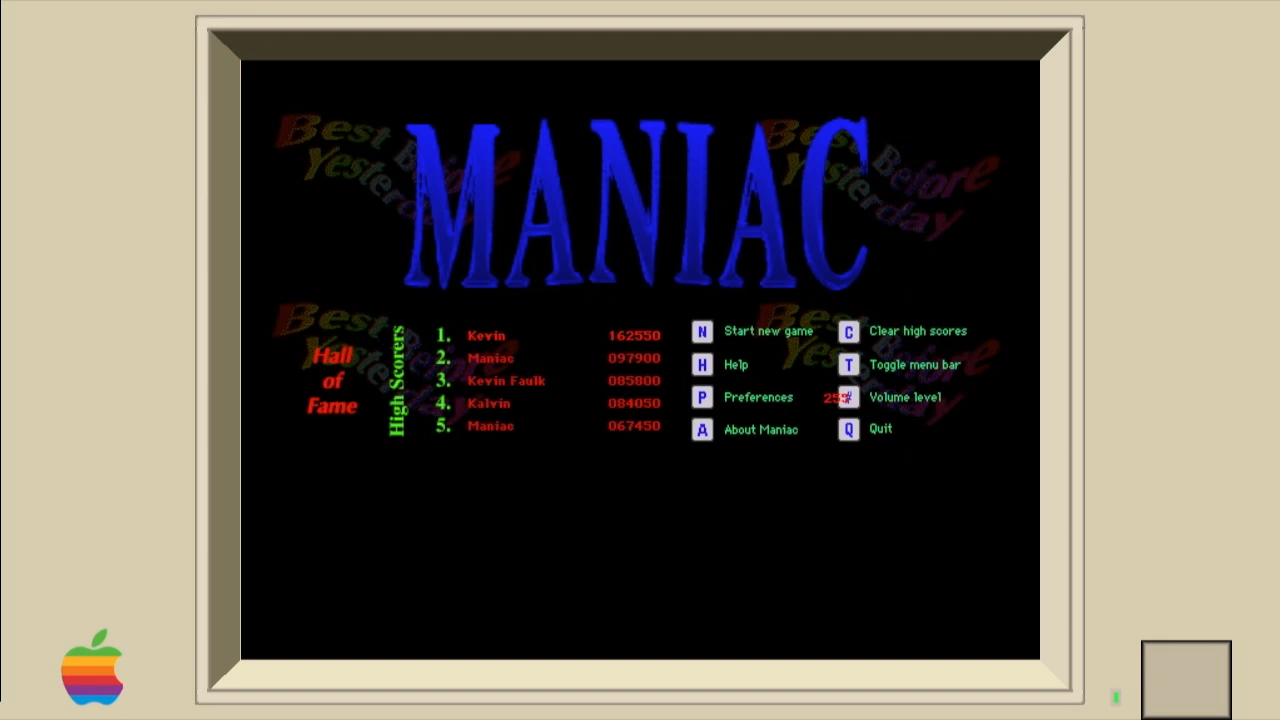 MANIAC
Best Before Yesterday
Best Before Yesterday
Best Before Yesterday
Best Before Yesterday
Hall
of
Fame
High Scorers
1. Kevin 162550
2. Maniac 097900
3. Kevin Faulk 085800
4. Kalvin 084050
5. Maniac 067450
N Start new game
H Help
P Preferences
A About Maniac
C Clear high scores
T Toggle menu bar
# Volume level
Q Quit